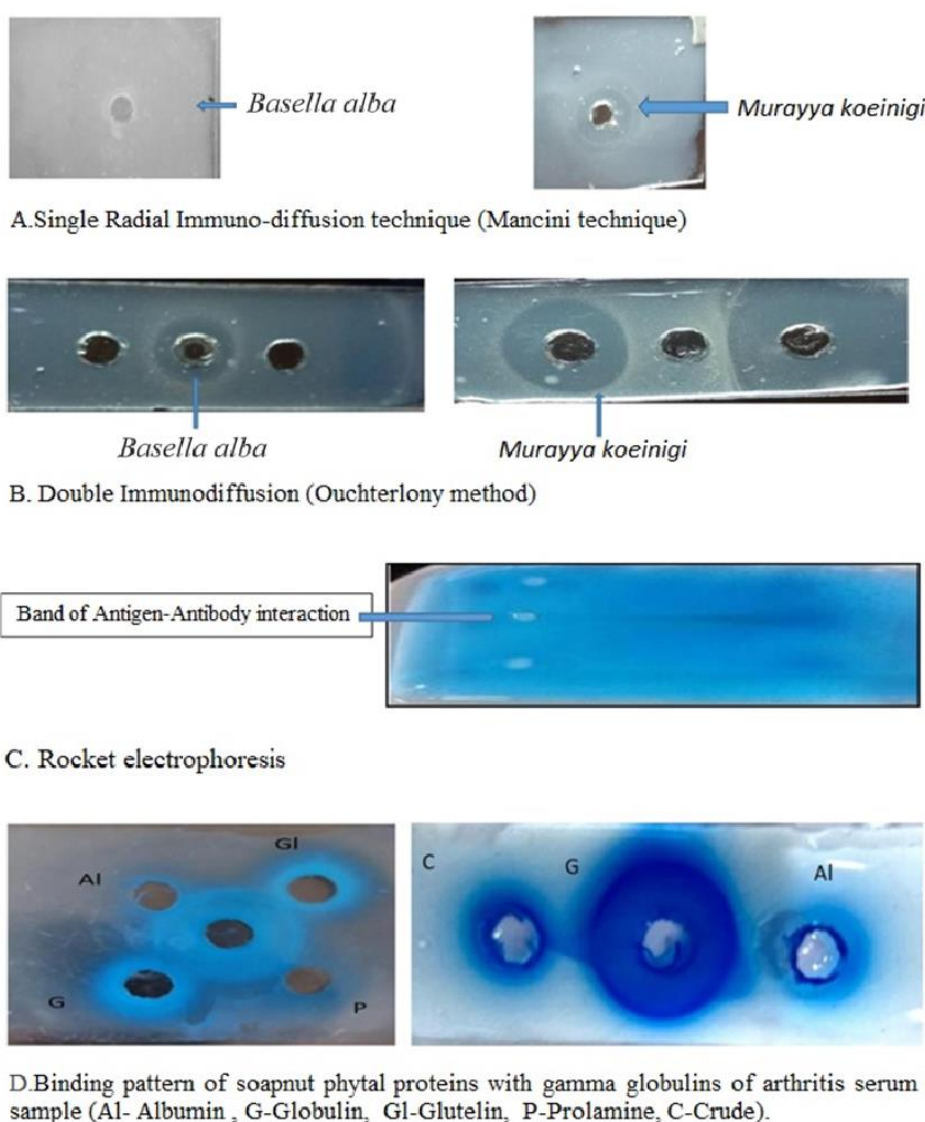 Basella alba
Murayya koeinigi
A.Single Radial Immuno-diffusion technique (Mancini technique)
Basella alba
Murayya koeinigi
B. Double Immunodiffusion (Ouchterlony method)
Band of Antigen-Antibody interaction
C. Rocket electrophoresis
Gl
Al
G
P
C
G
Al
D.Binding pattern of soapnut phytal proteins with gamma globulins of arthritis serum
sample (Al- Albumin , G-Globulin, Gl-Glutelin, P-Prolamine, C-Crude).